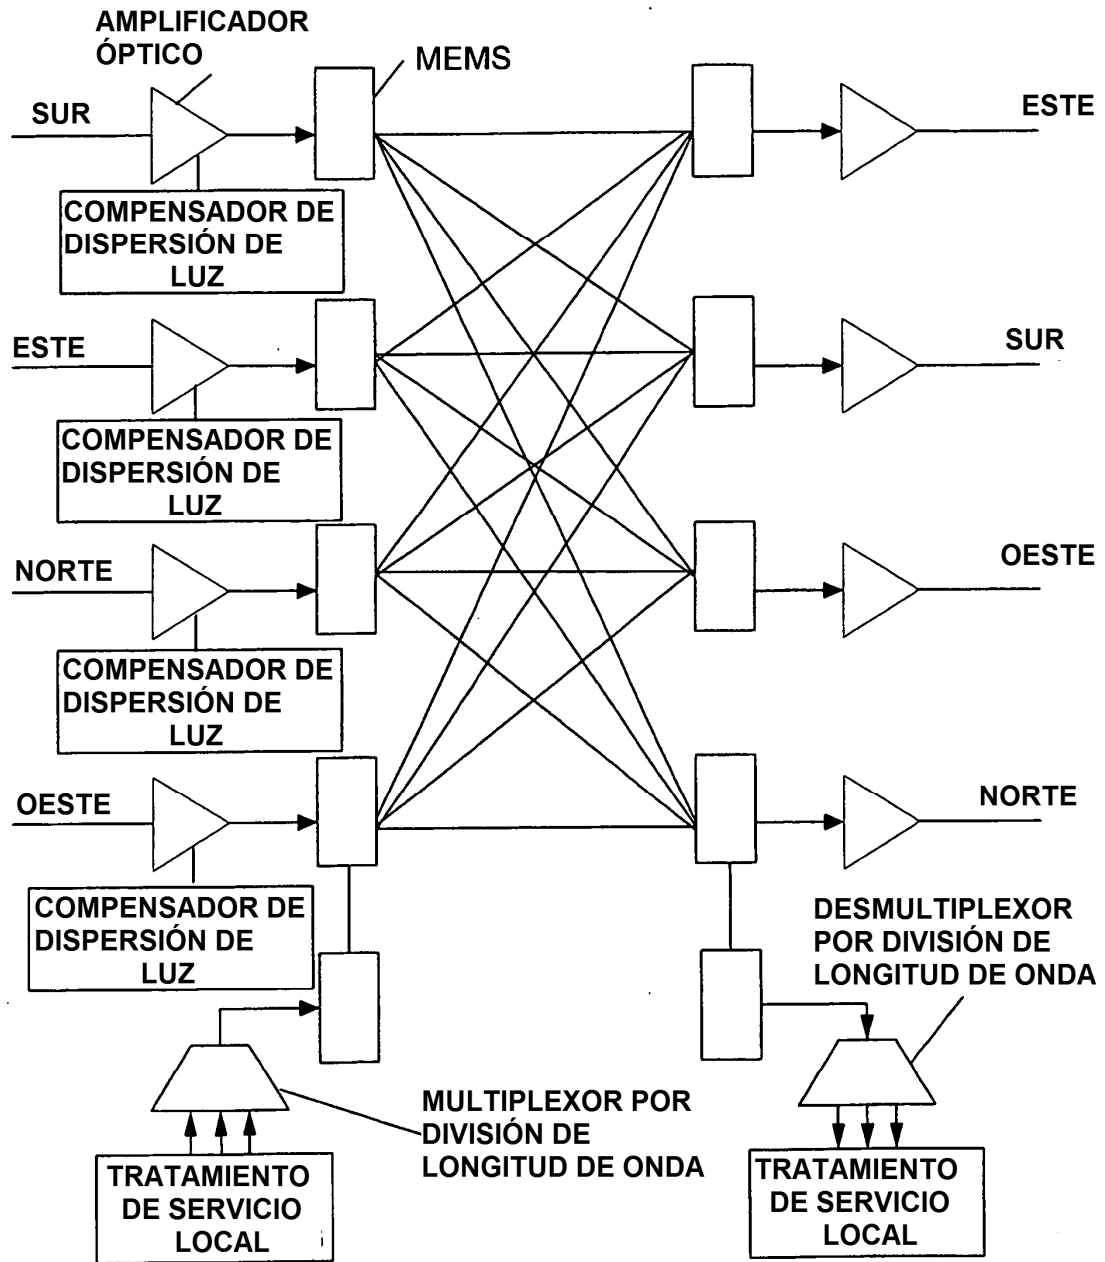 AMPLIFICADOR
ÓPTICO
MEMS
SUR
ESTE
COMPENSADOR DE
DISPERSIÓN DE
LUZ
ESTE
SUR
COMPENSADOR DE
DISPERSIÓN DE
LUZ
NORTE
OESTE
COMPENSADOR DE
DISPERSIÓN DE
LUZ
OESTE
NORTE
COMPENSADOR DE
DISPERSIÓN DE
LUZ
DESMULTIPLEXOR
POR DIVISIÓN DE
LONGITUD DE ONDA
MULTIPLEXOR POR
DIVISIÓN DE
LONGITUD DE ONDA
TRATAMIENTO
DE SERVICIO
LOCAL
TRATAMIENTO
DE SERVICIO
LOCAL